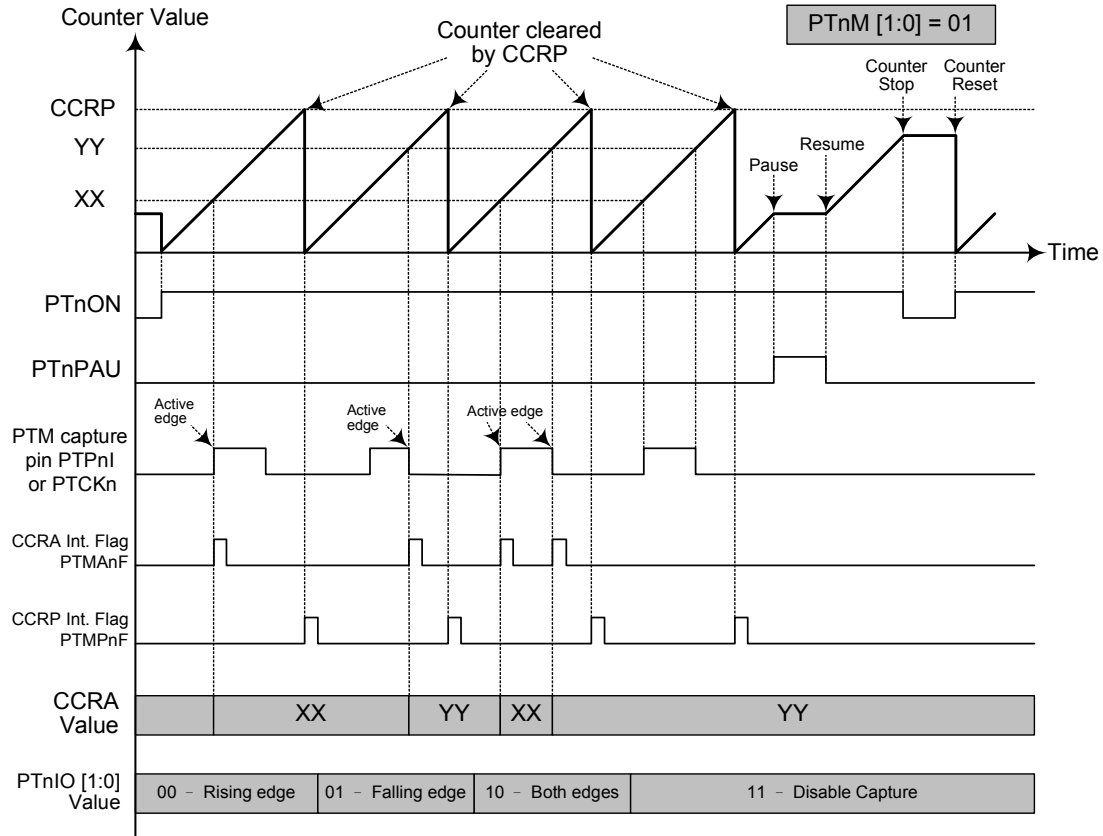 Counter Value
PTnM [1:0] = 01
Counter cleared
by CCRP
Counter
Stop
Counter
Reset
CCRP
YY
XX
Pause
Resume
Time
PTnON
PTnPAU
Active
edge
Active
edge
Active edge
PTM capture
pin PTPnI
or PTCKn
CCRA Int. Flag
PTMAnF
CCRP Int. Flag
PTMPnF
CCRA
Value
XX
YY
XX
YY
PTnIO [1:0]
Value
00 - Rising edge
01 - Falling edge
10 - Both edges
11 - Disable Capture